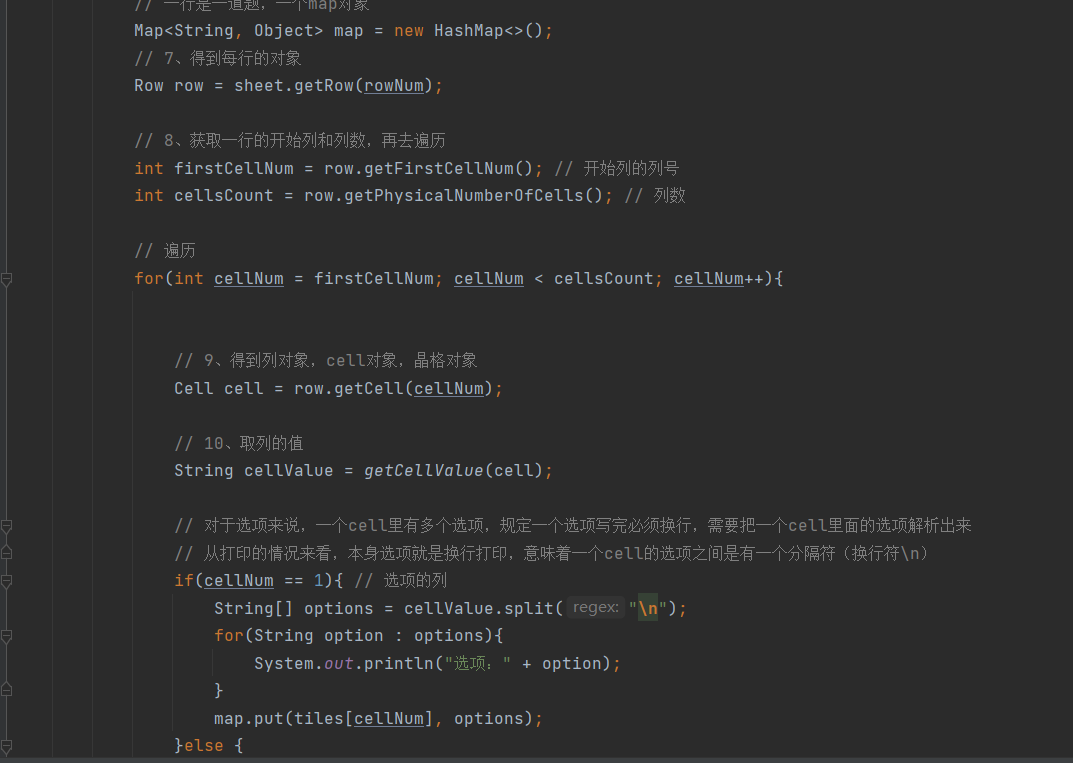 // 一行是一道题，一个map对象
Map<String, Object> map = new HashMap<>();
// 7、得到每行的对象
Row row = sheet.getRow(rowNum);
// 8、获取一行的开始列和列数，再去遍历
int firstCellNum = row.getFirstCellNum(); // 开始列的列号
int cellsCount = row.getPhysicalNumberOfCells(); // 列数
// 遍历
for(int cellNum = firstCellNum; cellNum < cellsCount; cellNum++){
// 9、得到列对象，cell对象，晶格对象
Cell cell = row.getCell(cellNum);
// 10、取列的值
String cellValue = getCellValue(cell);
// 对于选项来说，一个cell里有多个选项，规定一个选项写完必须换行，需要把一个cell里面的选项解析出来
// 从打印的情况来看，本身选项就是换行打印，意味着一个cell的选项之间是有一个分隔符（换行符\n）
if(cellNum == 1){ // 选项的列
String[] options = cellValue.split( regex: "\n");
for(String option : options){
System.out.println("选项：" + option);
}
map.put(tiles[cellNum], options);
}else {